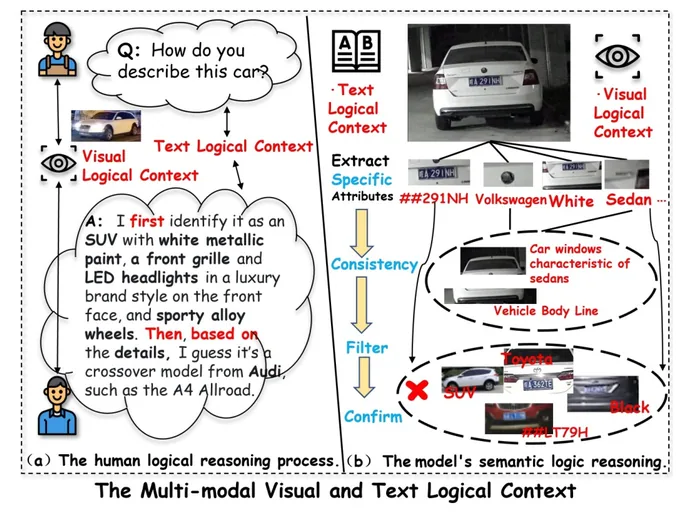 Q: How do you
describe this car?
Text Logical Context
Visual
Logical Context
A: I first identify it as an
SUV with white metallic
paint, a front grille and
LED headlights in a luxury
brand style on the front
face, and sporty alloy
wheels. Then, based on
the details, I guess it's a
crossover model from Audi,
such as the A4 Allroad.
(a) The human logical reasoning process.
A B
·Text
Logical
Context
·Visual
Logical
Context
A·291NH
Extract
Specific
Attributes
Consistency
Filter
Confirm
A·291NH
##291NH
Volkswagen
White
Sedan ...
Car windows
characteristic of
sedans
Vehicle Body Line
Toyota
SUV
A·362TE
Black
##LT79H
(b) The model's semantic logic reasoning.
The Multi-modal Visual and Text Logical Context